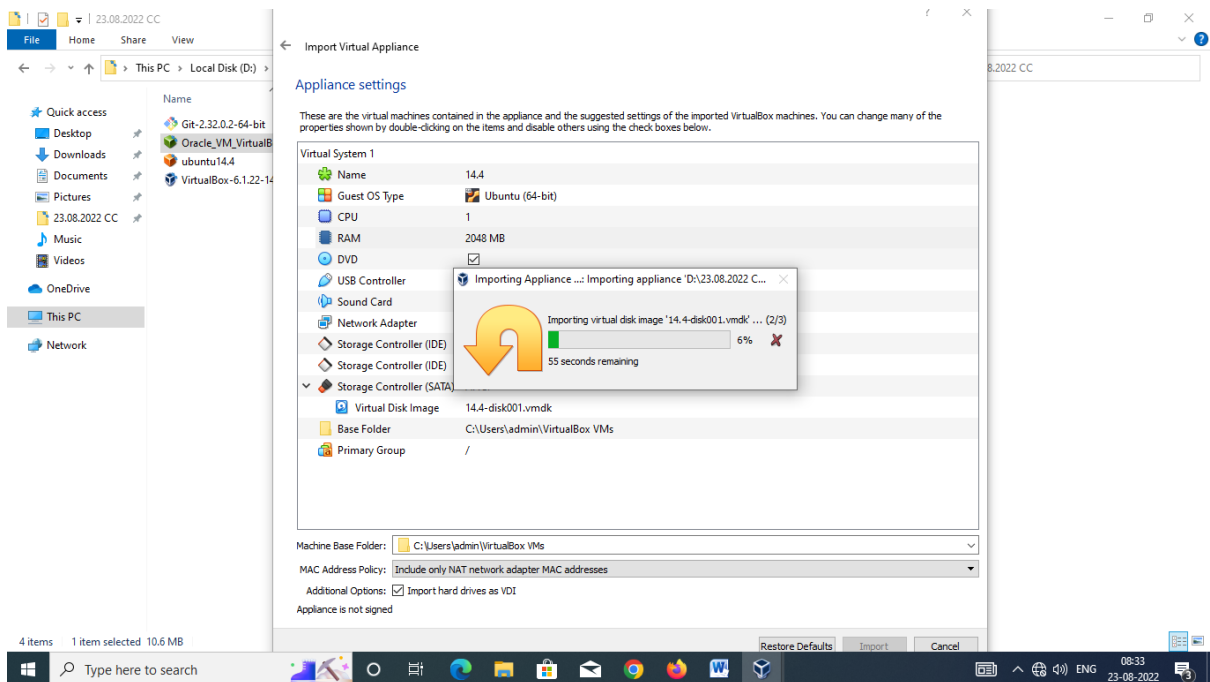 23.08.2022 CC
File Home Share View
This PC > Local Disk (D:) >
8.2022 CC
Quick access
Desktop
Downloads
Documents
Pictures
23.08.2022 CC
Music
Videos
OneDrive
This PC
Network
Name
Git-2.32.0.2-64-bit
Oracle_VM_VirtualB
ubuntu14.4
VirtualBox-6.1.22-14
4 items 1 item selected 10.6 MB
? ×
Import Virtual Appliance
Appliance settings
These are the virtual machines contained in the appliance and the suggested settings of the imported VirtualBox machines. You can change many of the
properties shown by double-clicking on the items and disable others using the check boxes below.
Virtual System 1
Name 14.4
Guest OS Type Ubuntu (64-bit)
CPU 1
RAM 2048 MB
DVD
USB Controller
Sound Card
Network Adapter
Storage Controller (IDE)
Storage Controller (IDE)
Storage Controller (SATA)
Virtual Disk Image 14.4-disk001.vmdk
Base Folder C:\Users\admin\VirtualBox VMs
Primary Group /
Importing Appliance ...: Importing appliance 'D:\23.08.2022 C...
Importing virtual disk image '14.4-disk001.vmdk' ... (2/3)
6%
55 seconds remaining
Machine Base Folder: C:\Users\admin\VirtualBox VMs
MAC Address Policy: Include only NAT network adapter MAC addresses
Additional Options: Import hard drives as VDI
Appliance is not signed
Restore Defaults Import Cancel
Type here to search
ENG
08:33
23-08-2022
3